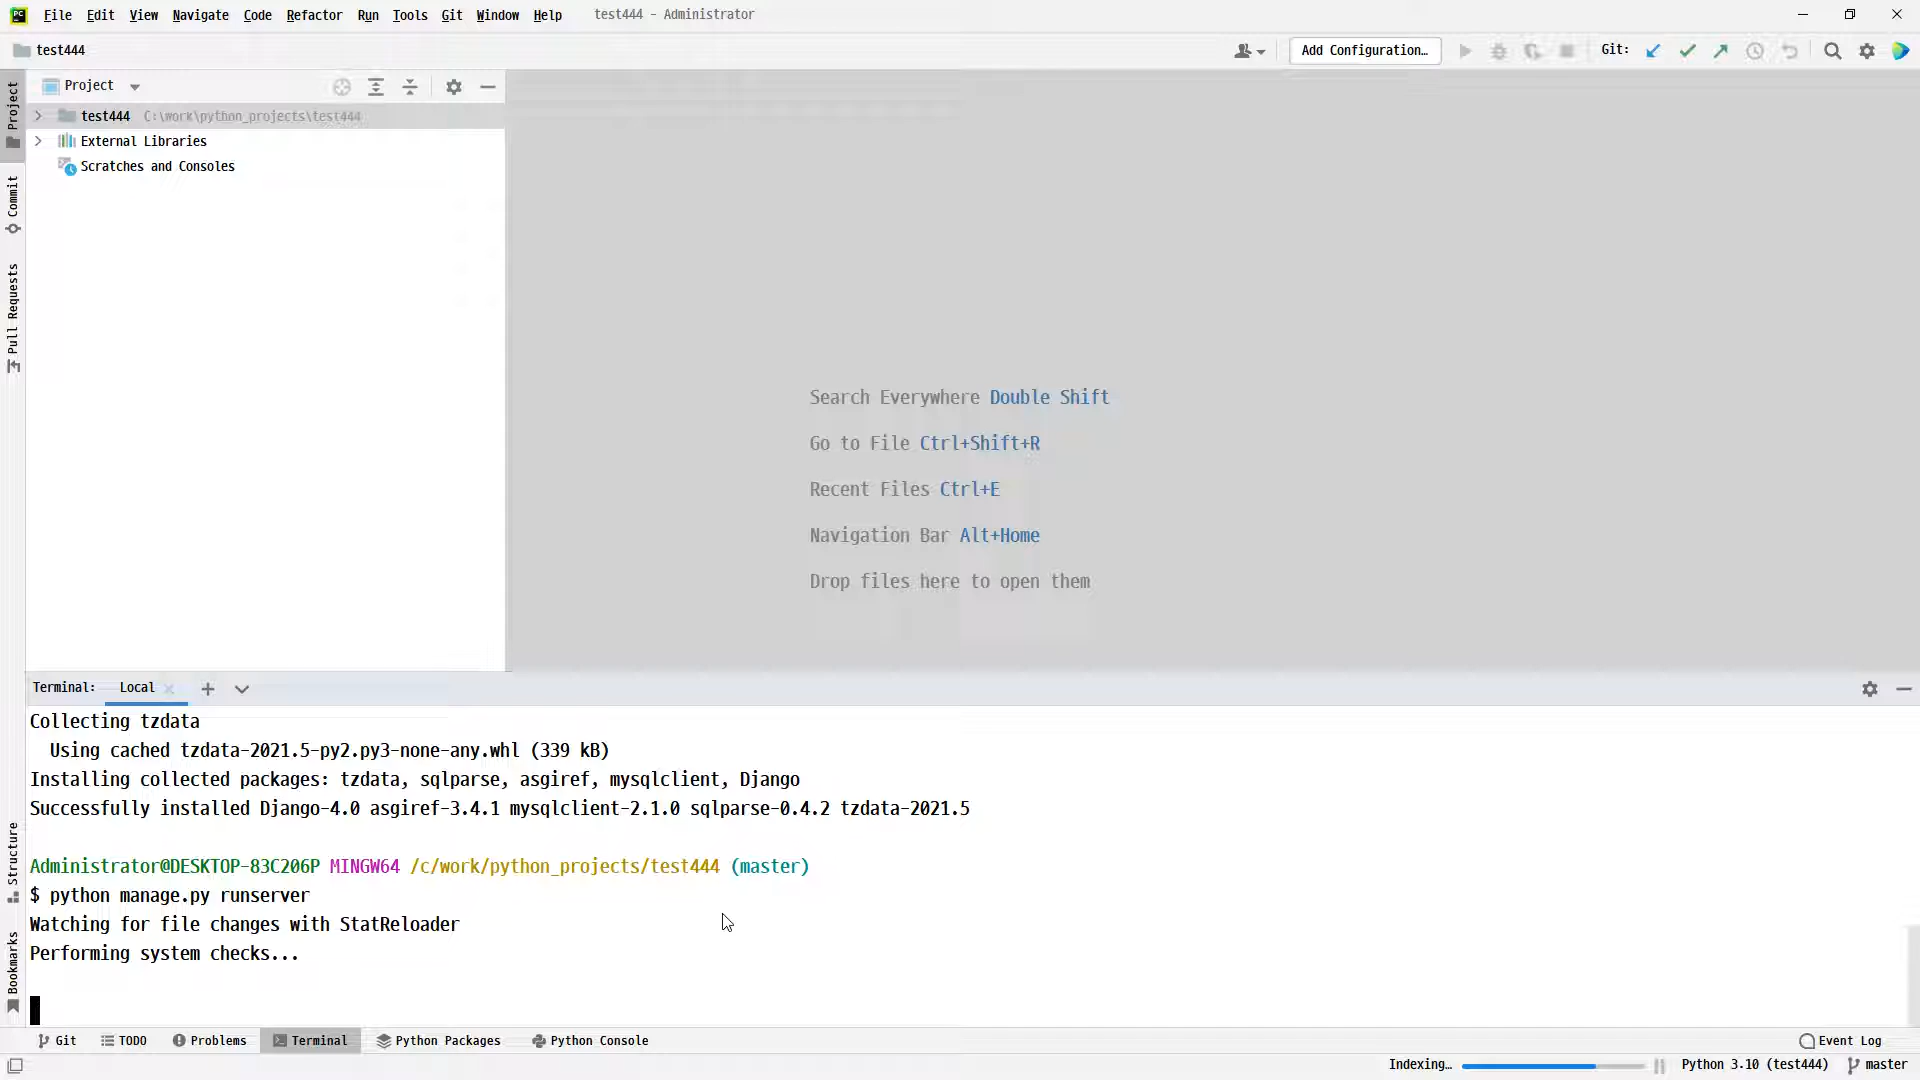 File Edit View Navigate Code Refactor Run Tools Git Window Help test444 - Administrator
test444 Add Configuration… Git:
Project
test444 C:\work\python_projects\test444
External Libraries
Scratches and Consoles
Project
Commit
Pull Requests
Structure
Bookmarks
Search Everywhere Double Shift
Go to File Ctrl+Shift+R
Recent Files Ctrl+E
Navigation Bar Alt+Home
Drop files here to open them
Terminal: Local
Collecting tzdata
Using cached tzdata-2021.5-py2.py3-none-any.whl (339 kB)
Installing collected packages: tzdata, sqlparse, asgiref, mysqlclient, Django
Successfully installed Django-4.0 asgiref-3.4.1 mysqlclient-2.1.0 sqlparse-0.4.2 tzdata-2021.5
Administrator@DESKTOP-83C206P MINGW64 /c/work/python_projects/test444 (master)
$ python manage.py runserver
Watching for file changes with StatReloader
Performing system checks...
Git TODO Problems Terminal Python Packages Python Console Event Log
Indexing… Python 3.10 (test444) master